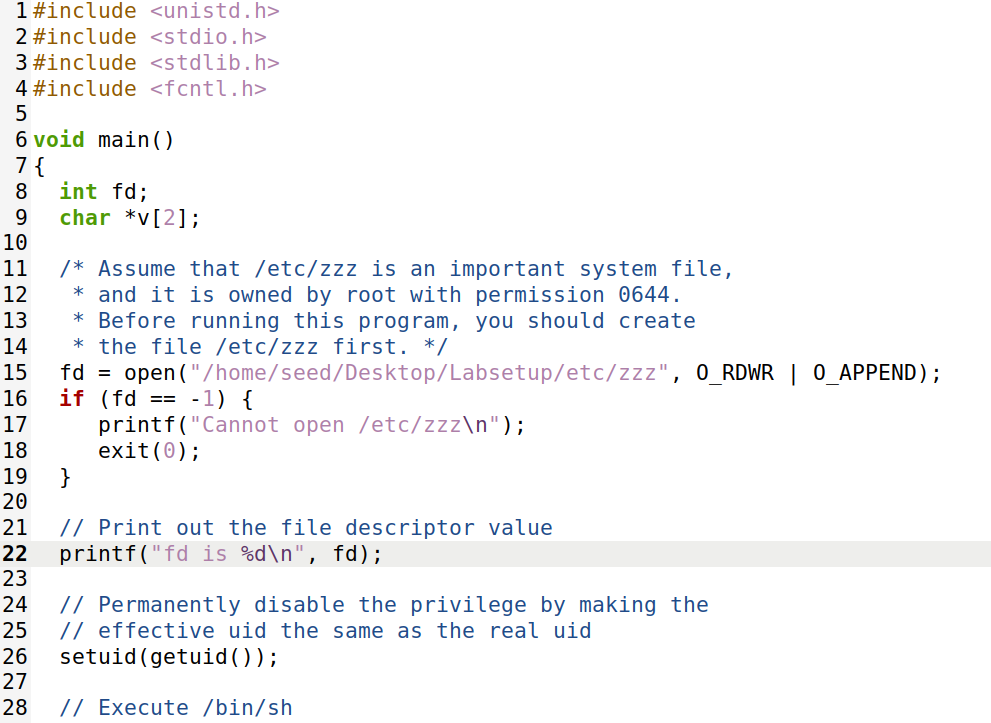 1 #include <unistd.h>
2 #include <stdio.h>
3 #include <stdlib.h>
4 #include <fcntl.h>
5
6 void main()
7 {
8   int fd;
9   char *v[2];
10
11   /* Assume that /etc/zzz is an important system file,
12    * and it is owned by root with permission 0644.
13    * Before running this program, you should create
14    * the file /etc/zzz first. */
15   fd = open("/home/seed/Desktop/Labsetup/etc/zzz", O_RDWR | O_APPEND);
16   if (fd == -1) {
17      printf("Cannot open /etc/zzz\n");
18      exit(0);
19   }
20
21   // Print out the file descriptor value
22   printf("fd is %d\n", fd);
23
24   // Permanently disable the privilege by making the
25   // effective uid the same as the real uid
26   setuid(getuid());
27
28   // Execute /bin/sh